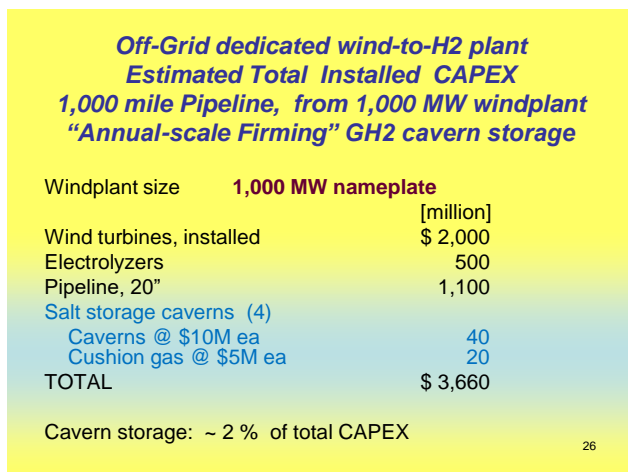 Off-Grid dedicated wind-to-H2 plant
Estimated Total Installed CAPEX
1,000 mile Pipeline, from 1,000 MW windplant
“Annual-scale Firming” GH2 cavern storage
Windplant size 1,000 MW nameplate
[million]
Wind turbines, installed $ 2,000
Electrolyzers 500
Pipeline, 20” 1,100
Salt storage caverns (4)
Caverns @ $10M ea 40
Cushion gas @ $5M ea 20
TOTAL $ 3,660
Cavern storage: ~ 2 % of total CAPEX
26